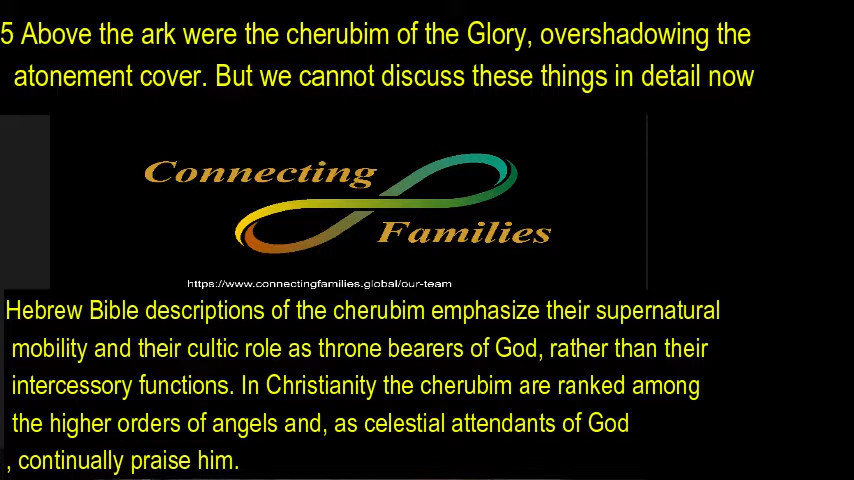 5 Above the ark were the cherubim of the Glory, overshadowing the
atonement cover. But we cannot discuss these things in detail now
Connecting
Families
https://www.connectingfamilies.global/our-team
Hebrew Bible descriptions of the cherubim emphasize their supernatural
mobility and their cultic role as throne bearers of God, rather than their
intercessory functions. In Christianity the cherubim are ranked among
the higher orders of angels and, as celestial attendants of God
, continually praise him.